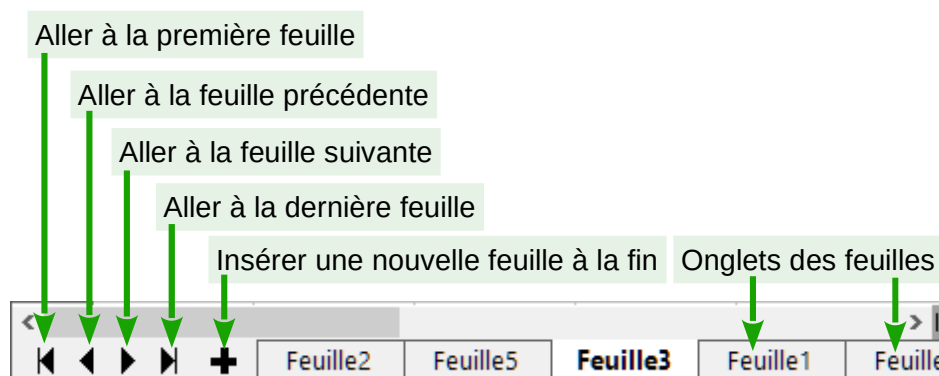 Aller à la première feuille
Aller à la feuille précédente
Aller à la feuille suivante
Aller à la dernière feuille
Insérer une nouvelle feuille à la fin Onglets des feuilles
Feuille2 Feuille5 Feuille3 Feuille1